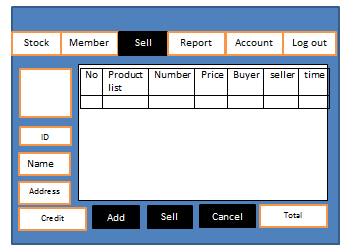 Stock Member Sell Report Account Log out
No Product list Number Price Buyer seller time
ID
Name
Address
Credit Add Sell Cancel Total